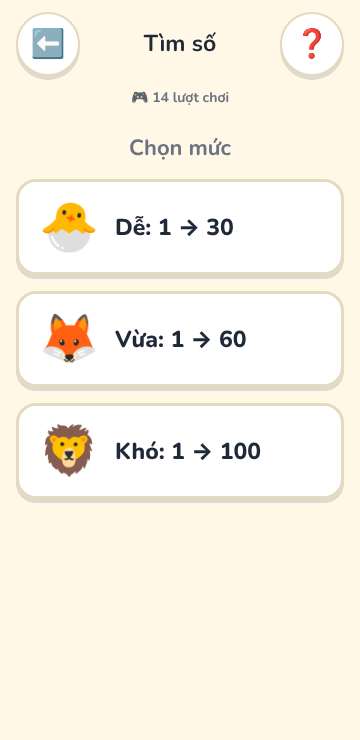 Tìm số
14 lượt chơi
Chọn mức
Dễ: 1 → 30
Vừa: 1 → 60
Khó: 1 → 100